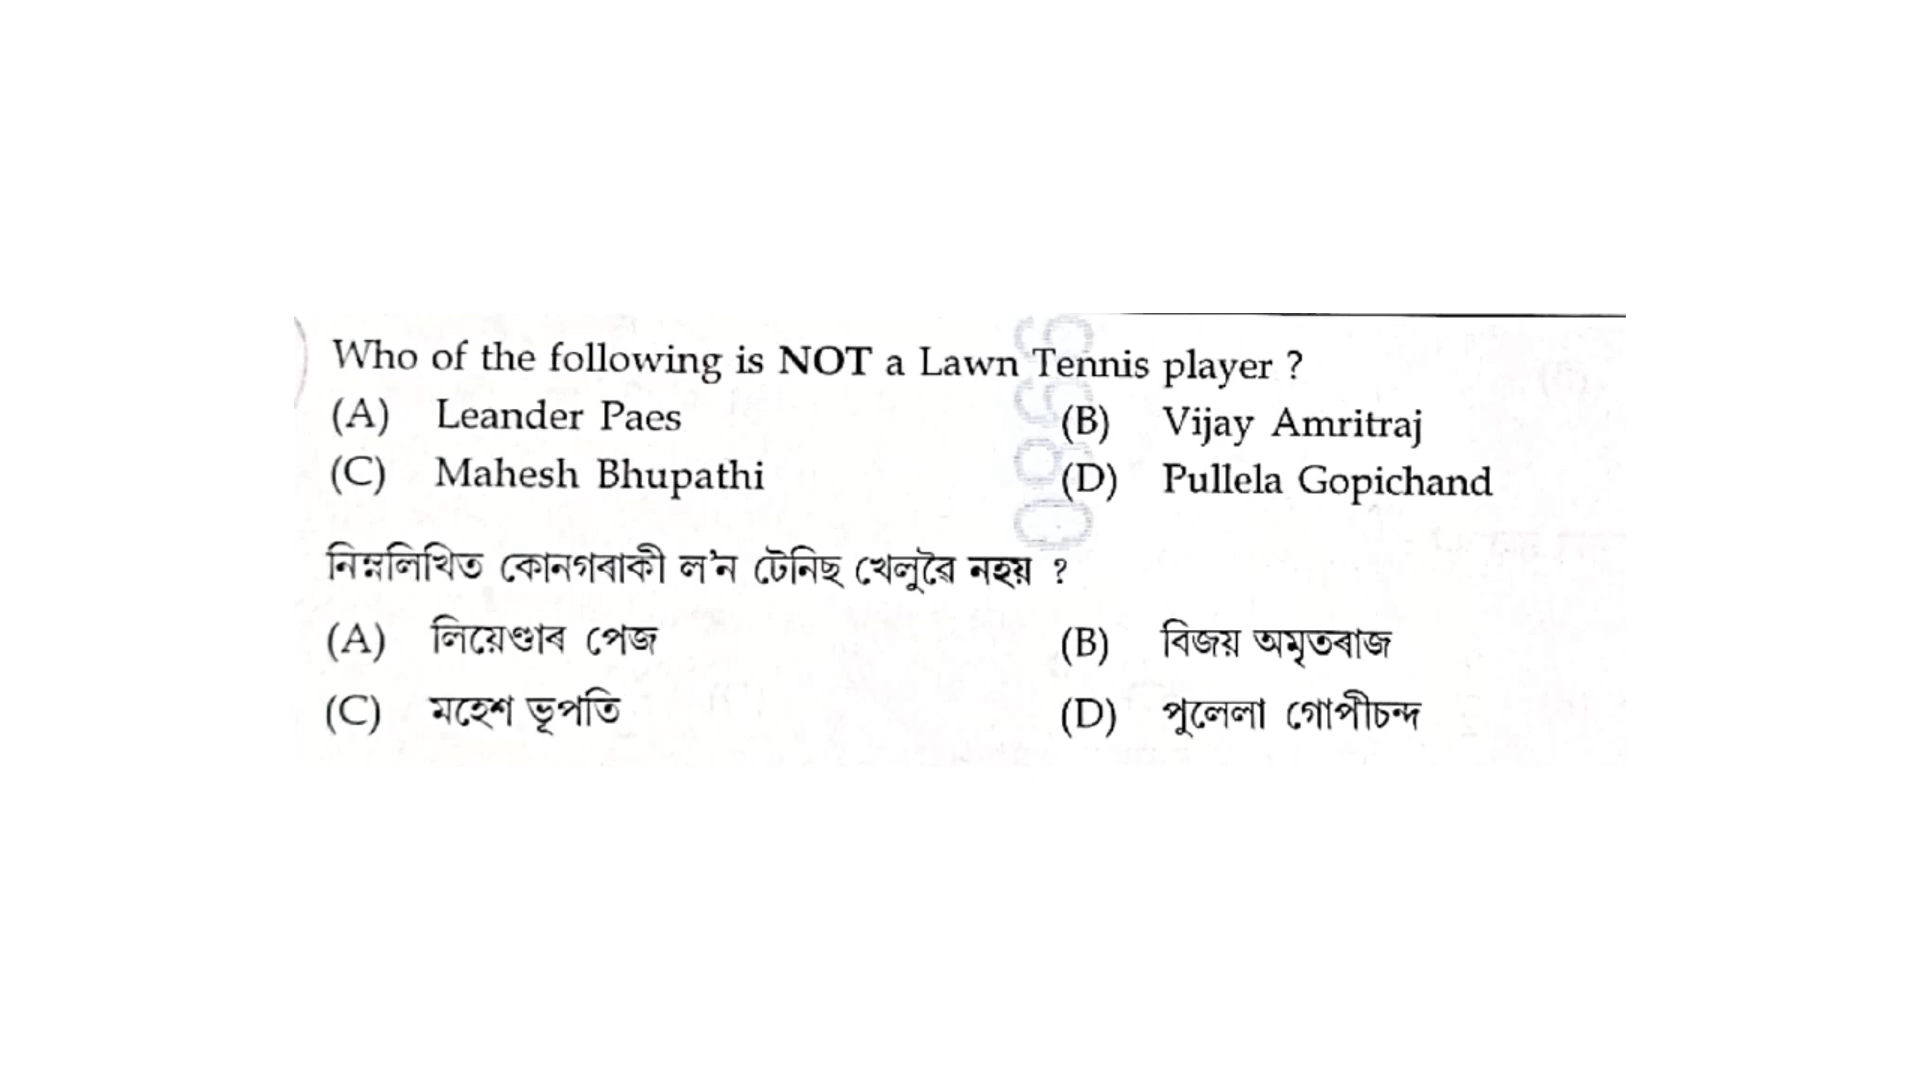 Who of the following is NOT a Lawn Tennis player ?
(A) Leander Paes (B) Vijay Amritraj
(C) Mahesh Bhupathi (D) Pullela Gopichand
নিম্নলিখিত কোনগৰাকী ল'ন টেনিছ খেলুৱৈ নহয় ?
(A) লিয়েণ্ডাৰ পেজ (B) বিজয় অমৃতৰাজ
(C) মহেশ ভূপতি (D) পুলেলা গোপীচন্দ